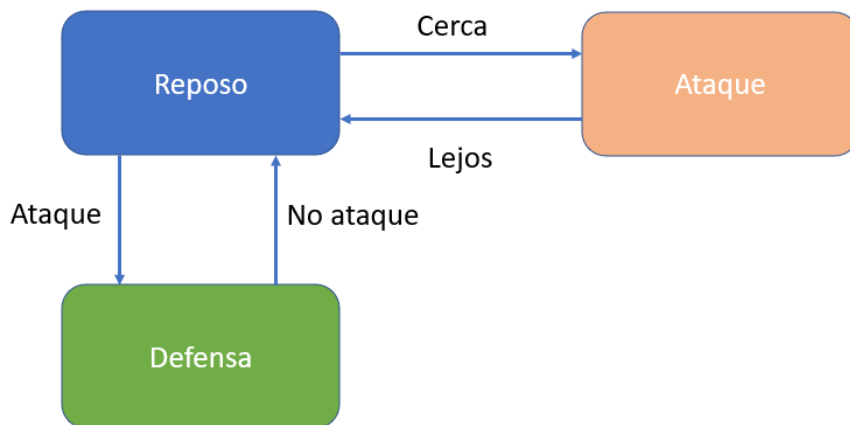 Cerca
Reposo
Ataque
Lejos
Ataque
No ataque
Defensa